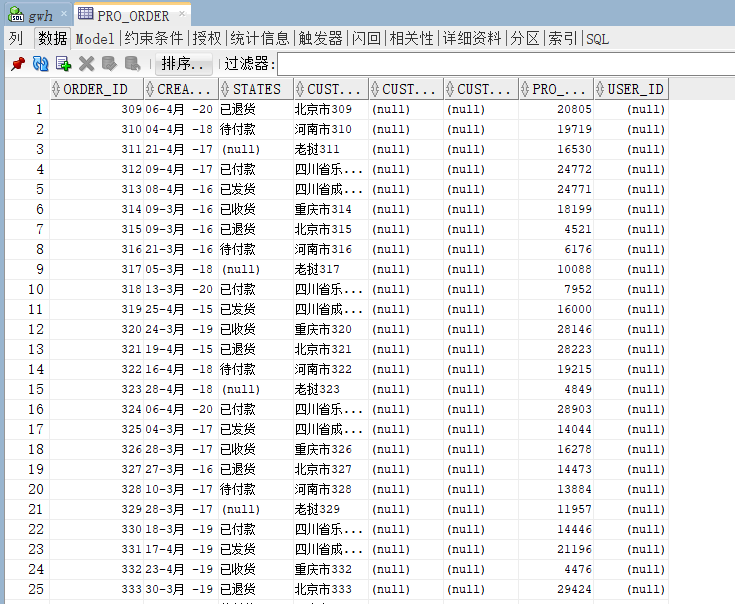 gwh PRO_ORDER
列 数据 Model 约束条件 授权 统计信息 触发器 闪回 相关性 详细资料 分区 索引 SQL
排序.. 过滤器:
ORDER_ID CREA... STATES CUST... CUST... CUST... PRO_... USER_ID
1 309 06-4月 -20 已退货 北京市309 (null) (null) 20805 (null)
2 310 04-4月 -18 待付款 河南市310 (null) (null) 19719 (null)
3 311 21-4月 -17 (null) 老挝311 (null) (null) 16530 (null)
4 312 09-4月 -17 已付款 四川省乐... (null) (null) 24772 (null)
5 313 08-4月 -16 已发货 四川省成... (null) (null) 24771 (null)
6 314 09-3月 -16 已收货 重庆市314 (null) (null) 18199 (null)
7 315 09-3月 -16 已退货 北京市315 (null) (null) 4521 (null)
8 316 21-3月 -16 待付款 河南市316 (null) (null) 6176 (null)
9 317 05-3月 -18 (null) 老挝317 (null) (null) 10088 (null)
10 318 13-3月 -20 已付款 四川省乐... (null) (null) 7952 (null)
11 319 25-4月 -15 已发货 四川省成... (null) (null) 16000 (null)
12 320 24-3月 -19 已收货 重庆市320 (null) (null) 28146 (null)
13 321 19-4月 -15 已退货 北京市321 (null) (null) 28223 (null)
14 322 16-4月 -18 待付款 河南市322 (null) (null) 19215 (null)
15 323 28-4月 -18 (null) 老挝323 (null) (null) 4849 (null)
16 324 06-4月 -20 已付款 四川省乐... (null) (null) 28903 (null)
17 325 04-3月 -17 已发货 四川省成... (null) (null) 14044 (null)
18 326 28-3月 -17 已收货 重庆市326 (null) (null) 16278 (null)
19 327 27-3月 -16 已退货 北京市327 (null) (null) 14473 (null)
20 328 10-3月 -17 待付款 河南市328 (null) (null) 13884 (null)
21 329 28-3月 -17 (null) 老挝329 (null) (null) 11957 (null)
22 330 18-3月 -19 已付款 四川省乐... (null) (null) 14446 (null)
23 331 17-4月 -19 已发货 四川省成... (null) (null) 21196 (null)
24 332 23-4月 -19 已收货 重庆市332 (null) (null) 4476 (null)
25 333 30-3月 -19 已退货 北京市333 (null) (null) 29424 (null)